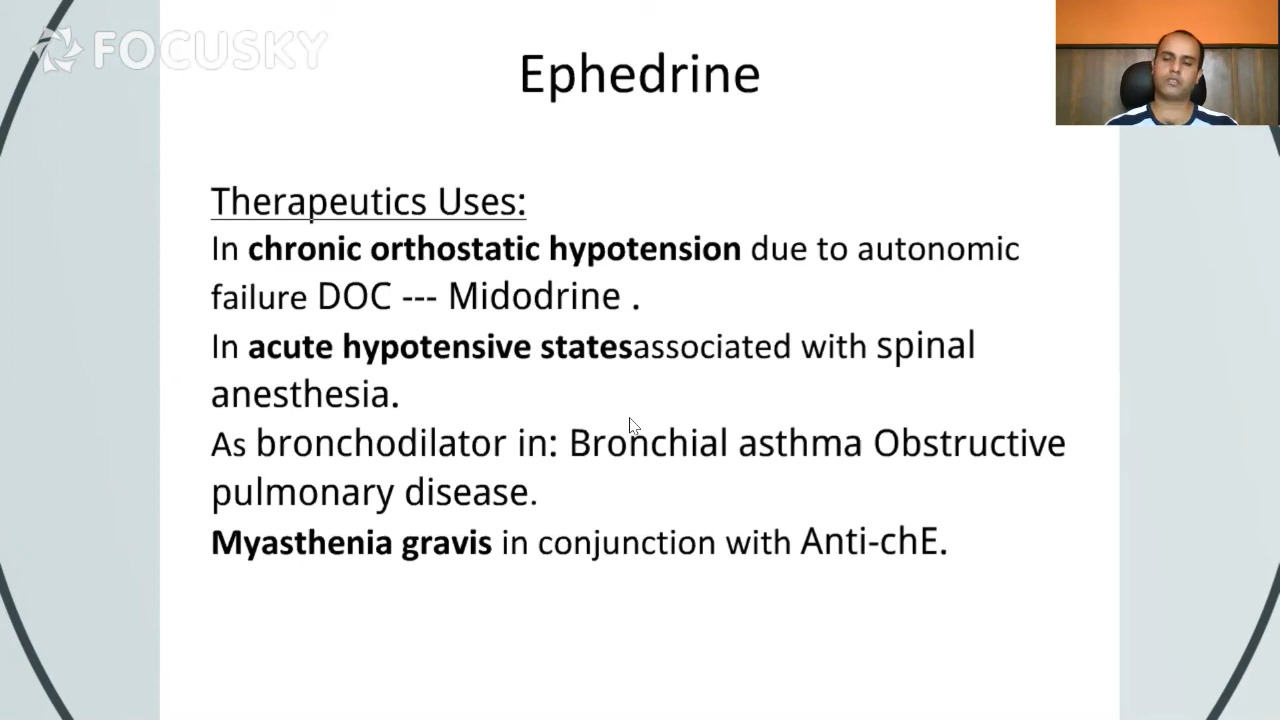 FOCUSKY
Ephedrine
Therapeutics Uses:
In chronic orthostatic hypotension due to autonomic
failure DOC --- Midodrine .
In acute hypotensive statesassociated with spinal
anesthesia.
As bronchodilator in: Bronchial asthma Obstructive
pulmonary disease.
Myasthenia gravis in conjunction with Anti-chE.